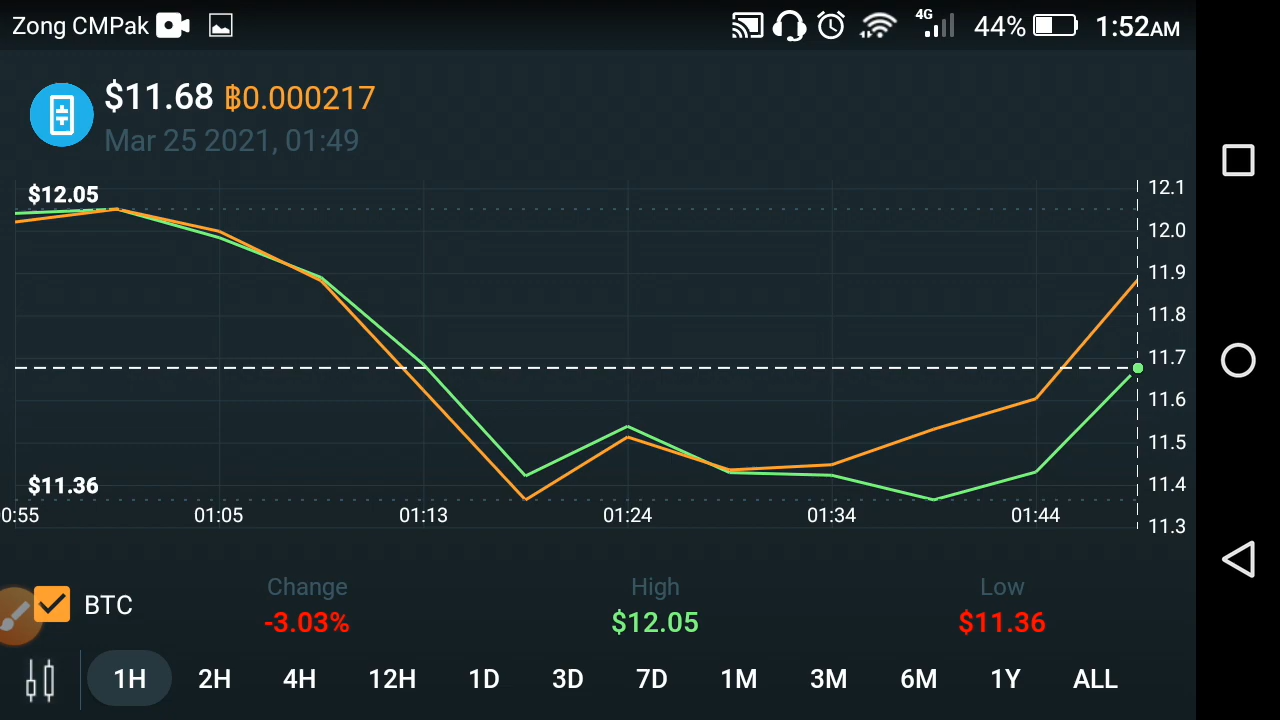 Zong CMPak 4G 44% 1:52AM
$11.68 ฿0.000217
Mar 25 2021, 01:49
$12.05
12.1
12.0
11.9
11.8
11.7
11.6
11.5
$11.36
11.4
11.3
0:55 01:05 01:13 01:24 01:34 01:44
BTC
Change High Low
-3.03% $12.05 $11.36
1H 2H 4H 12H 1D 3D 7D 1M 3M 6M 1Y ALL